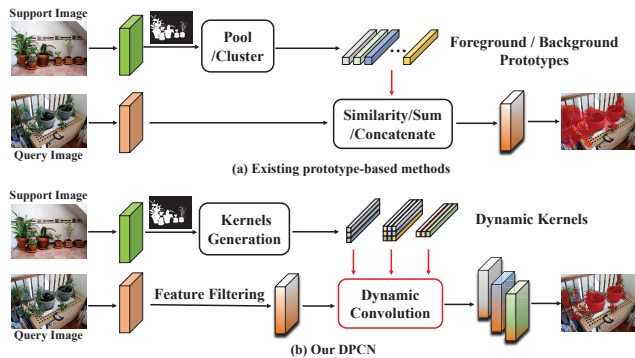 Support Image
Pool
/Cluster
Foreground / Background
Prototypes
Similarity/Sum
/Concatenate
Query Image
(a) Existing prototype-based methods
Support Image
Kernels
Generation
Dynamic Kernels
Feature Filtering
Dynamic
Convolution
Query Image
(b) Our DPCN